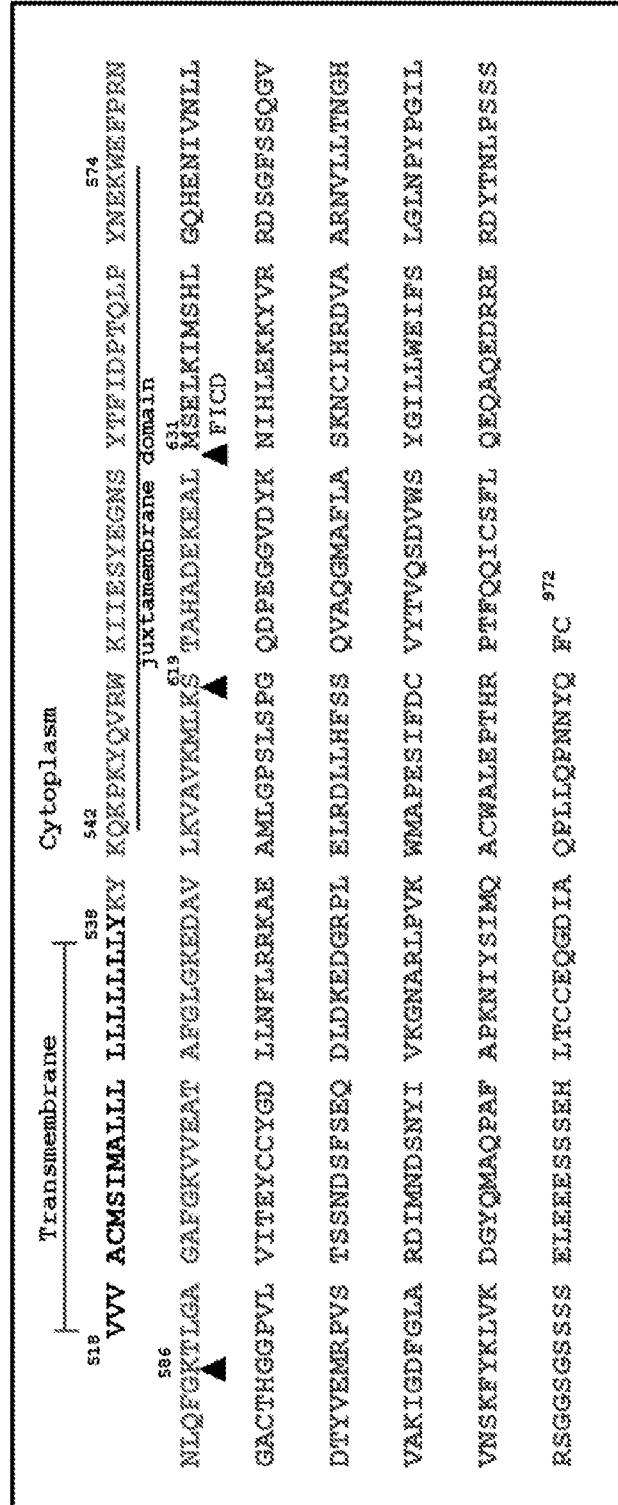 Transmembrane Cytoplasm
518 538 542 574
VVV ACMSIMALLL LLLLLLLYKY KQKPKYQVRW KIIESYEGNS YTFIDPTQLP YNEKWEFPRN
juxtamembrane domain
586 619 631
NLQFGKTLGA GAFGKVVEAT AFGLGKEDAV LKVAVKMLKS TAHADEKEAL MSELKIMSHL GQHENIVNLL
▲ ▲ ▲ FICD
GACTHGGPVL VITEYCCYGD LLNFLRRKAE AMLGPSLSPG QDPEGGVDYK NIHLEKKYVR RDSGFSSQGV
DTYVEMRPVS TSSNDSFSEQ DLDKEDGRPL ELRDLLHFSS QVAQGMAFLA SKNCIHRDVA ARNVLLTNGH
VAKIGDFGLA RDIMNDSNYI VKGNARLPVK WMAPESIFDC VYTVQSDVWS YGILLWEIFS LGLNPYPGIL
VNSKFYKLVK DGYQMAQPAF APKNIYSIMQ ACWALEPTHR PTFQQICSFL QEQAQEDRRE RDYTNLPSSS
RSGGSGSSSS ELEEESSSEH LTCCEQGDIA QPLLQPNNYQ FC 972